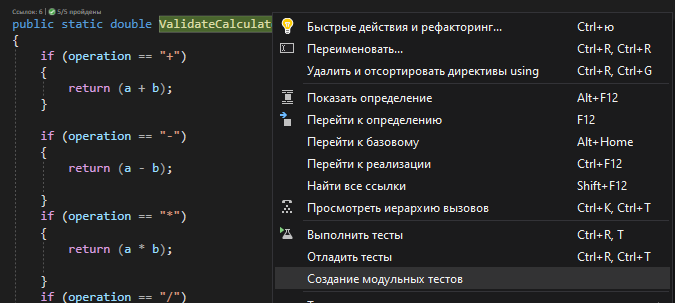 Ссылок: 6 | 5/5 пройдены
public static double ValidateCalculat
{
if (operation == "+")
{
return (a + b);
}
if (operation == "-")
{
return (a - b);
}
if (operation == "*")
{
return (a * b);
}
if (operation == "/")
Быстрые действия и рефакторинг... Ctrl+ю
Переименовать... Ctrl+R, Ctrl+R
Удалить и отсортировать директивы using Ctrl+R, Ctrl+G
Показать определение Alt+F12
Перейти к определению F12
Перейти к базовому Alt+Home
Перейти к реализации Ctrl+F12
Найти все ссылки Shift+F12
Просмотреть иерархию вызовов Ctrl+K, Ctrl+T
Выполнить тесты Ctrl+R, T
Отладить тесты Ctrl+R, Ctrl+T
Создание модульных тестов